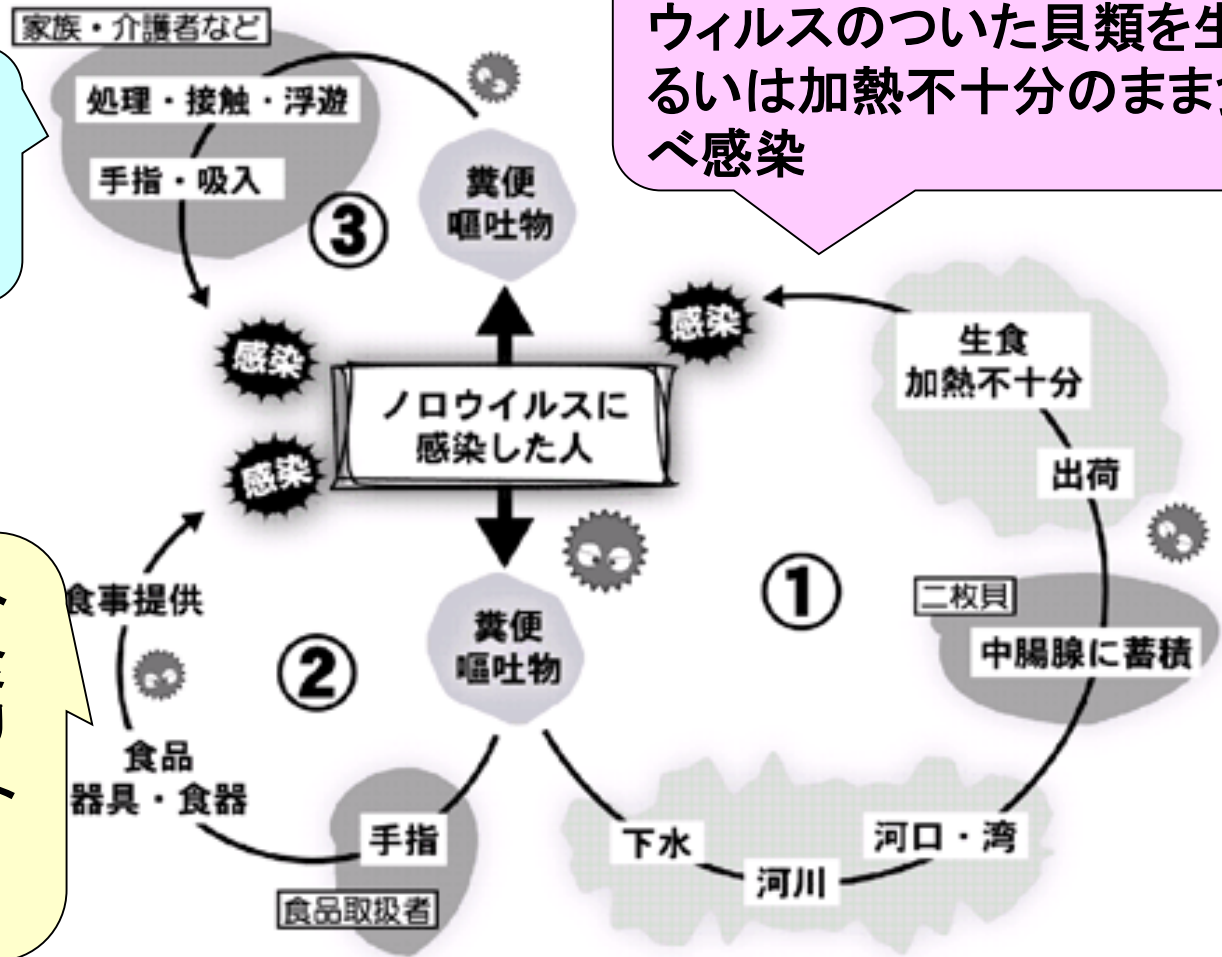 家族・介護者など
処理・接触・浮遊
手指・吸入
③
糞便
嘔吐物
ウィルスのついた貝類を生
るいは加熱不十分のまま
べ感染
感染
感染
感染
ノロウイルスに
感染した人
生食
加熱不十分
出荷
二枚貝
中腸腺に蓄積
①
河口・湾
河川
下水
糞便
嘔吐物
②
手指
食品取扱者
食品
器具・食器
食事提供